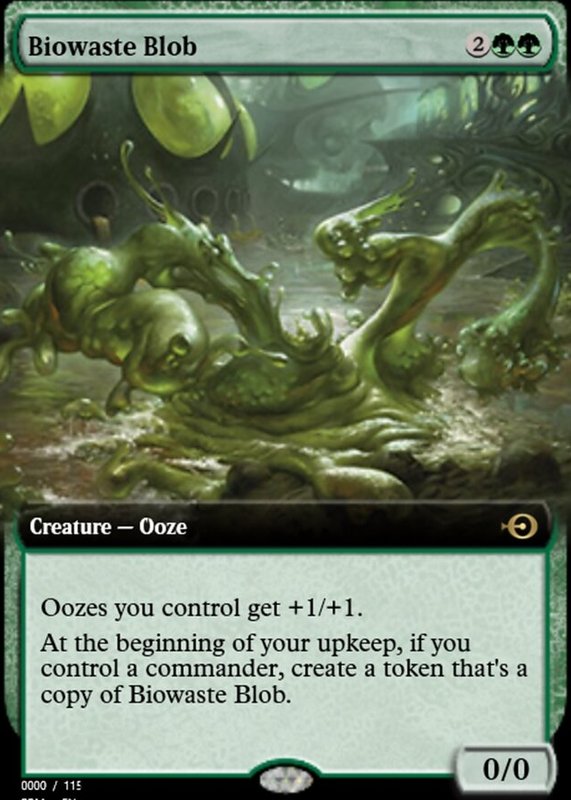 Biowaste Blob 2
Creature — Ooze
Oozes you control get +1/+1.
At the beginning of your upkeep, if you
control a commander, create a token that's a
copy of Biowaste Blob.
0/0
0000 / 115